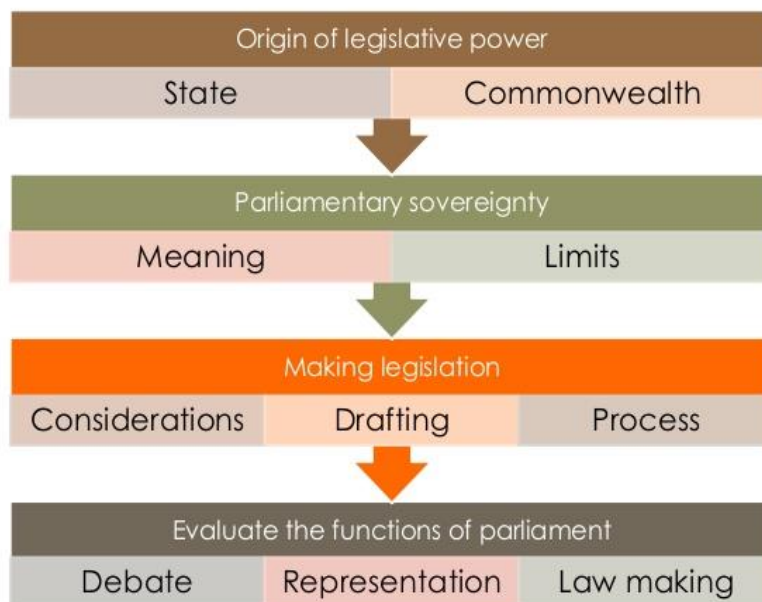 Origin of legislative power
State Commonwealth
Parliamentary sovereignty
Meaning Limits
Making legislation
Considerations Drafting Process
Evaluate the functions of parliament
Debate Representation Law making